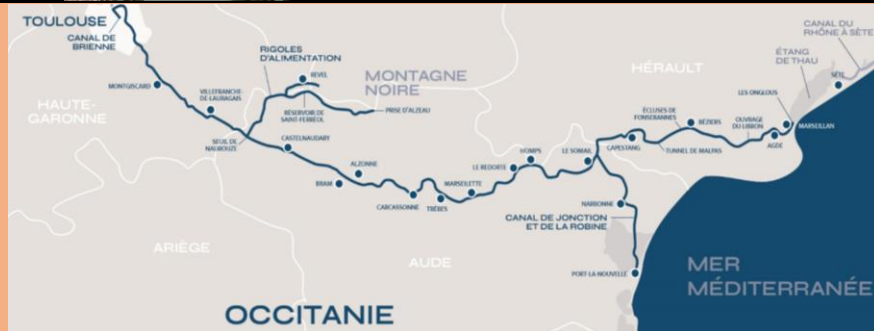 TOULOUSE
CANAL DE
BRIENNE
MONTGISCARD
VILLEFRANCHE-
DE-LAURAGAIS
RIGOLES
D'ALIMENTATION
REVEL
MONTAGNE
NOIRE
RÉSERVOIR DE
SAINT-FERRÉOL
PRISE D'ALZEAU
HAUTE-
GARONNE
SEUIL DE
NAUROUZE
CASTELNAUDARY
ALZONNE
BRAM
CARCASSONNE
TRÈBES
MARSEILLETTE
LE REDORTE
HOMPS
LE SOMAIL
HÉRAULT
CAPESTANG
ÉCLUSES DE
FONSERANNES
TUNNEL DE MALPAS
BÉZIERS
OUVRAGE
DU LIBRON
LES ONGLOUS
AGDE
MARSEILLAN
ÉTANG
DE THAU
SÈTE
CANAL DU
RHÔNE À SÈTE
NARBONNE
CANAL DE JONCTION
ET DE LA ROBINE
PORT-LA-NOUVELLE
ARIÈGE
AUDE
MER
MÉDITERRANÉE
OCCITANIE